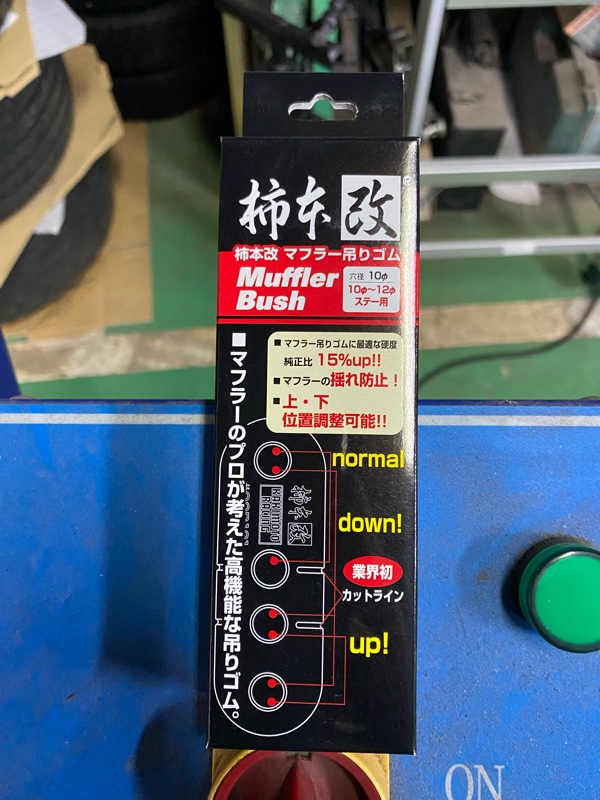 柿本改
®
柿本改 マフラー吊りゴム
Muffler
Bush
穴径 10φ
10φ～12φ
ステー用
■マフラーのプロが考えた高機能な吊りゴム。
■マフラー吊りゴムに最適な硬度
純正比 15%up!!
■マフラーの揺れ防止！
■上・下
位置調整可能!!
normal
柿本改
KAKIMOTO
RACING
down!
業界初
カットライン
up!
ON